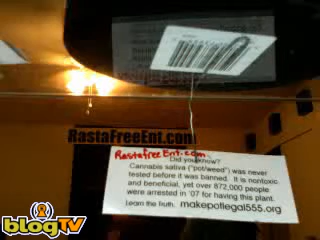 RastaFreeEnt.com
RastafreeEnt.com
Did you know?
Cannabis sativa ("pot/weed") was never
tested before it was banned. It is nontoxic
and beneficial, yet over 872,000 people
were arrested in '07 for having this plant.
Learn the truth. makepotlegal555.org
blogTV